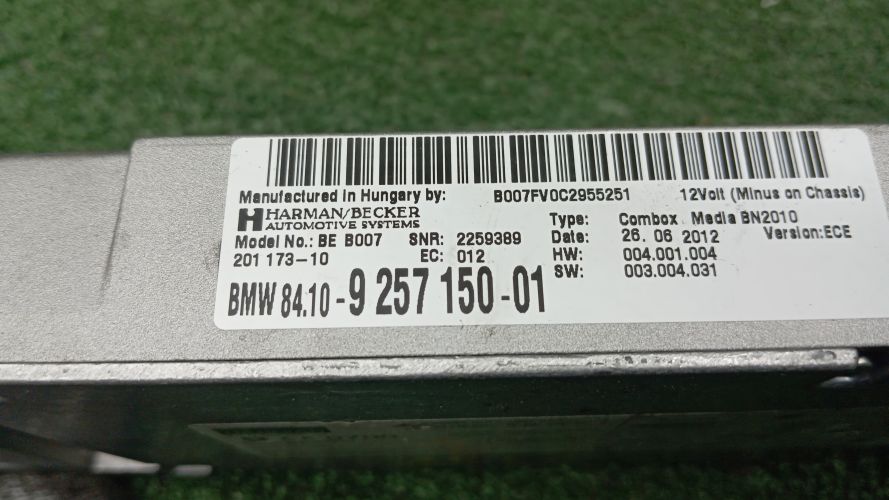 Manufactured in Hungary by: B007FV0C2955251 12Volt (Minus on Chassis)
HARMAN/BECKER
AUTOMOTIVE SYSTEMS
Type: Combox Media BN2010
Model No.: BE B007 SNR: 2259389 Date: 26. 06 2012 Version:ECE
201 173-10 EC: 012 HW: 004.001.004
SW: 003.004.031
BMW 84.10-9 257 150-01